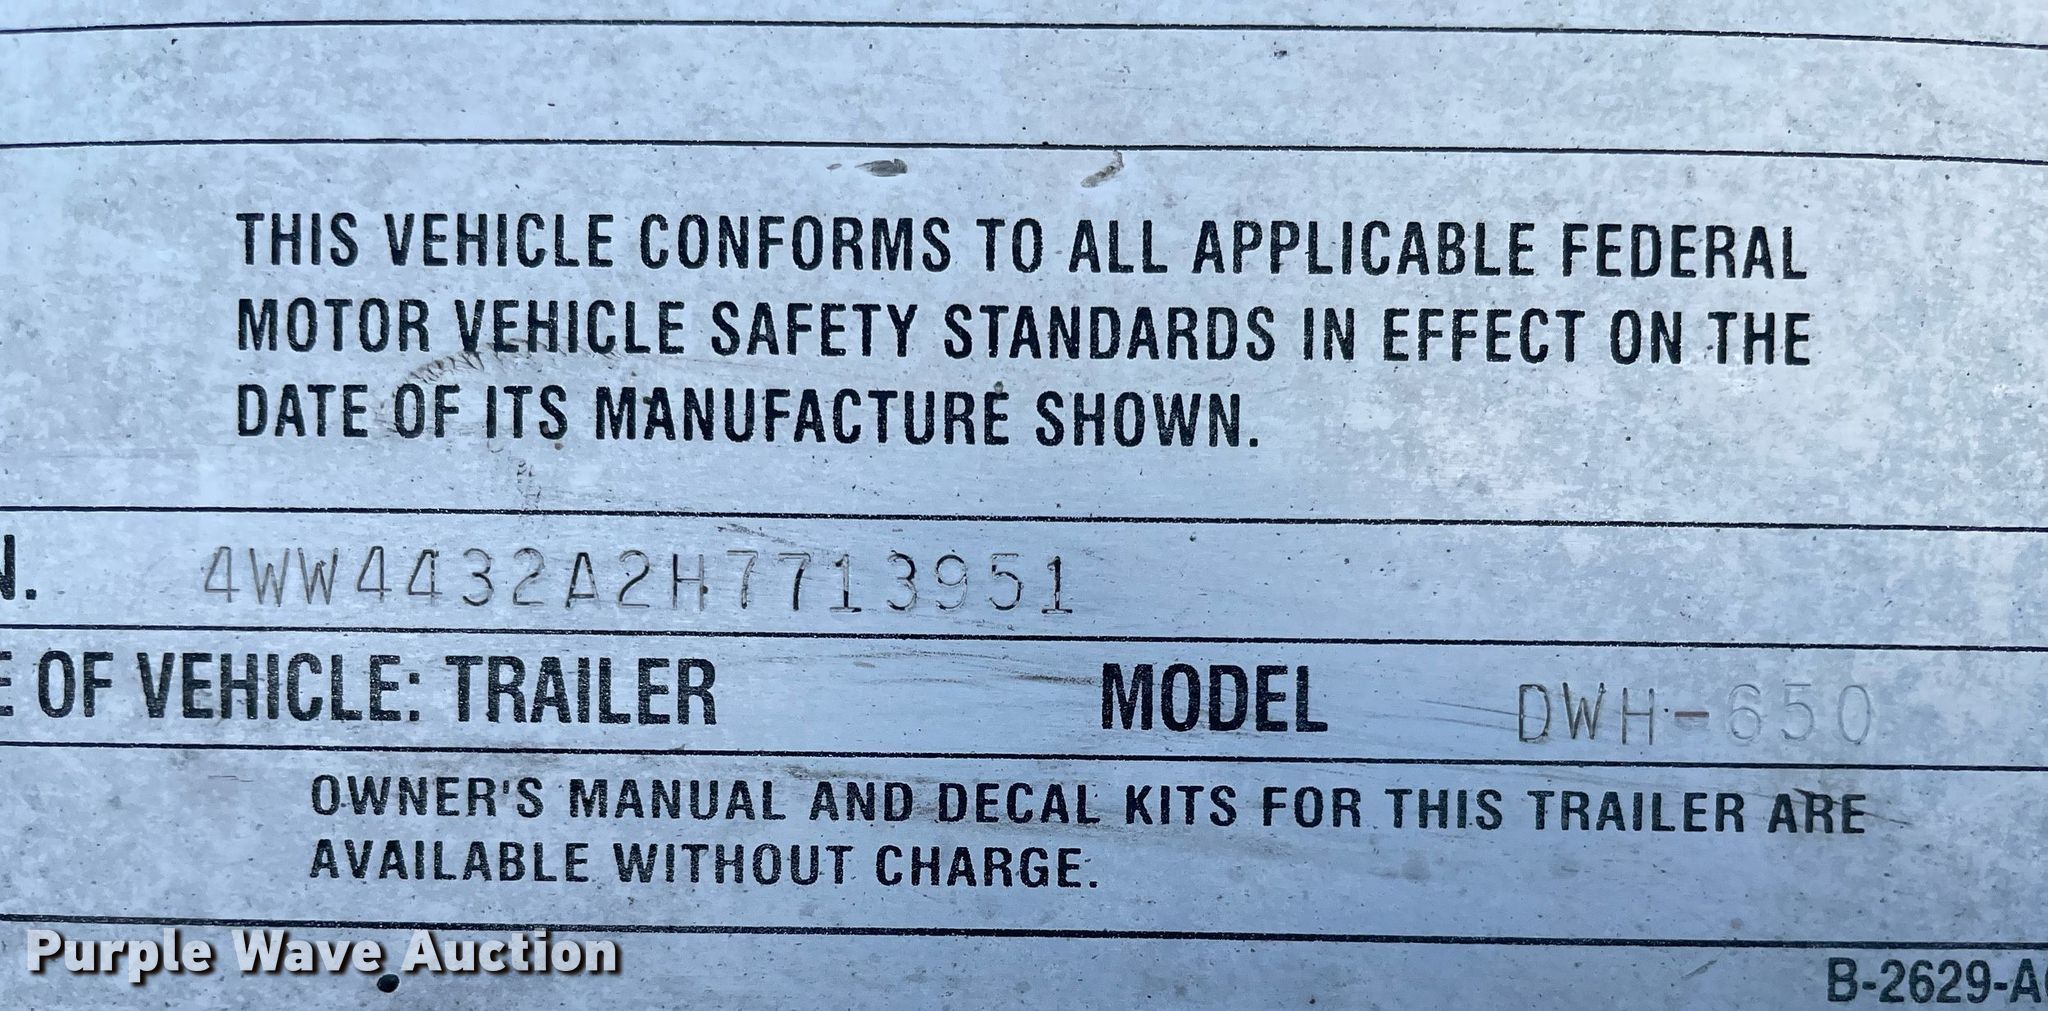 THIS VEHICLE CONFORMS TO ALL APPLICABLE FEDERAL
MOTOR VEHICLE SAFETY STANDARDS IN EFFECT ON THE
DATE OF ITS MANUFACTURE SHOWN.
N. 4WW4432A2H7713951
E OF VEHICLE: TRAILER MODEL DWH-650
OWNER'S MANUAL AND DECAL KITS FOR THIS TRAILER ARE
AVAILABLE WITHOUT CHARGE.
Purple Wave Auction
B-2629-A